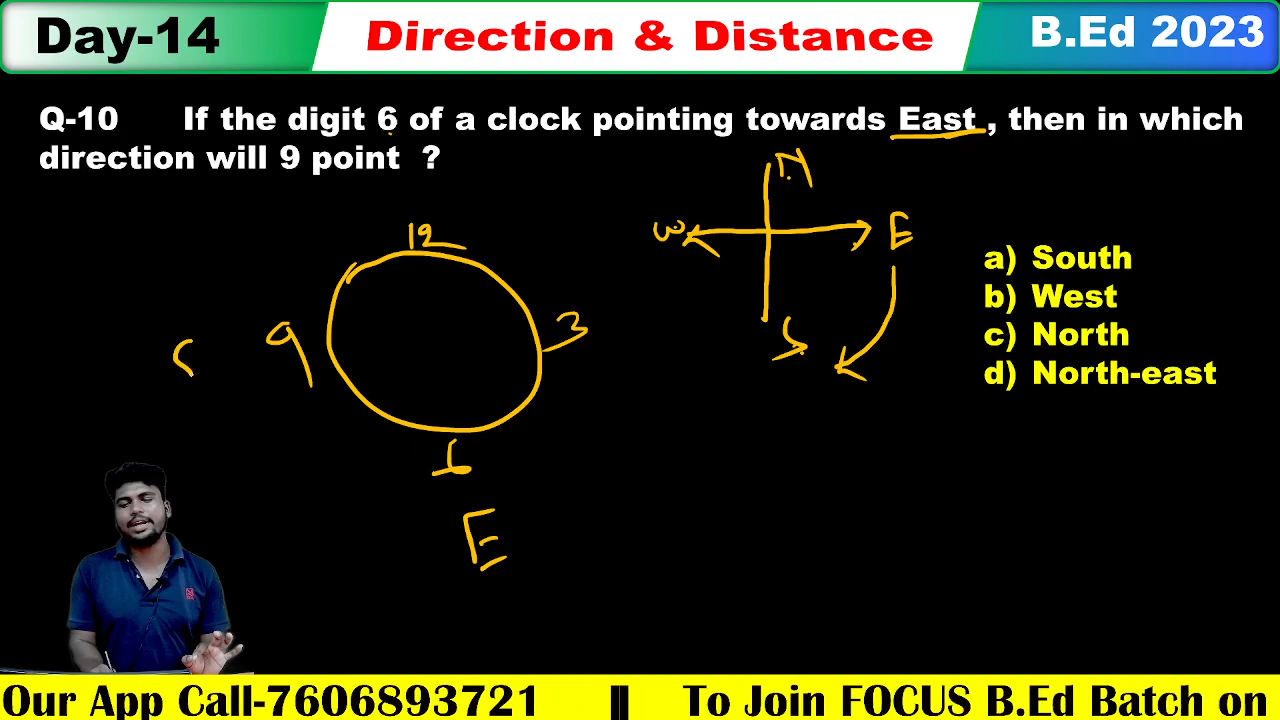 Day-14
Direction & Distance
B.Ed 2023
Q-10 If the digit 6 of a clock pointing towards East , then in which
direction will 9 point ?
N
W
E
S
12
9
3
6
E
a) South
b) West
c) North
d) North-east
Our App Call-7606893721 || To Join FOCUS B.Ed Batch on